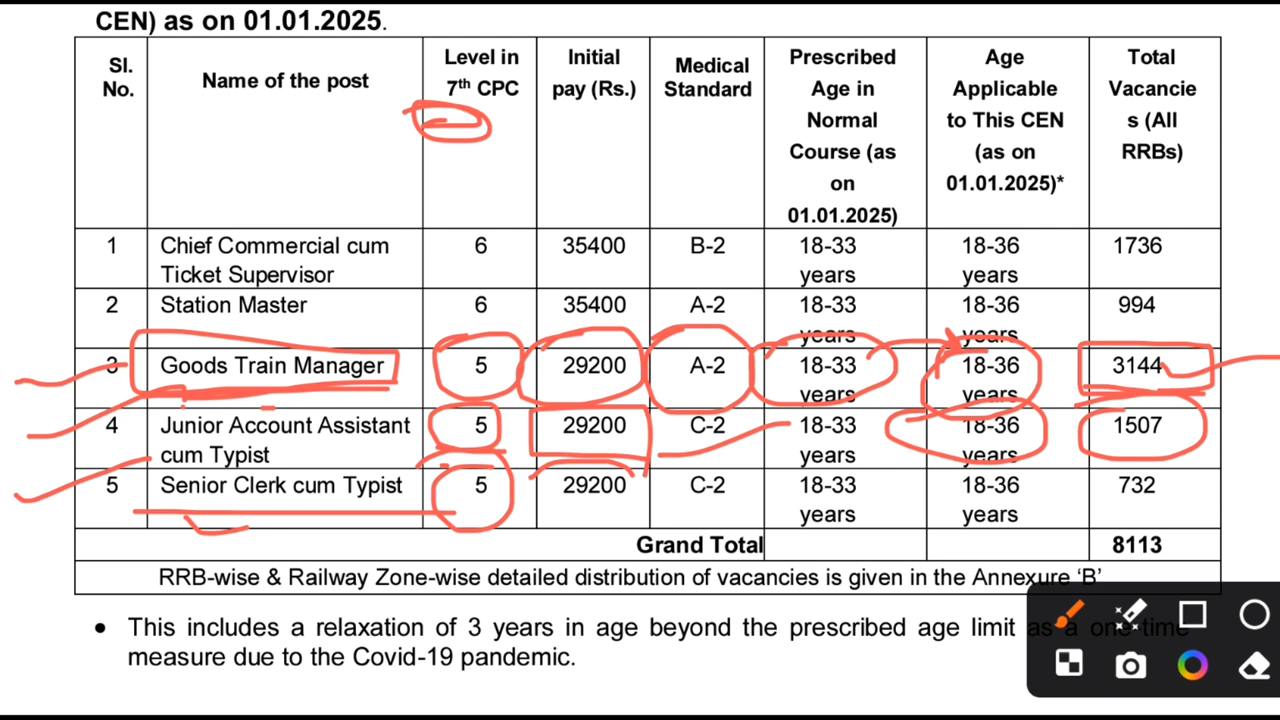 CEN) as on 01.01.2025.
Sl. No. | Name of the post | Level in 7th CPC | Initial pay (Rs.) | Medical Standard | Prescribed Age in Normal Course (as on 01.01.2025) | Age Applicable to This CEN (as on 01.01.2025)* | Total Vacancie s (All RRBs)
1 | Chief Commercial cum Ticket Supervisor | 6 | 35400 | B-2 | 18-33 years | 18-36 years | 1736
2 | Station Master | 6 | 35400 | A-2 | 18-33 years | 18-36 years | 994
3 | Goods Train Manager | 5 | 29200 | A-2 | 18-33 years | 18-36 years | 3144
4 | Junior Account Assistant cum Typist | 5 | 29200 | C-2 | 18-33 years | 18-36 years | 1507
5 | Senior Clerk cum Typist | 5 | 29200 | C-2 | 18-33 years | 18-36 years | 732
Grand Total | 8113
RRB-wise & Railway Zone-wise detailed distribution of vacancies is given in the Annexure ‘B’
• This includes a relaxation of 3 years in age beyond the prescribed age limit as a one-time
measure due to the Covid-19 pandemic.